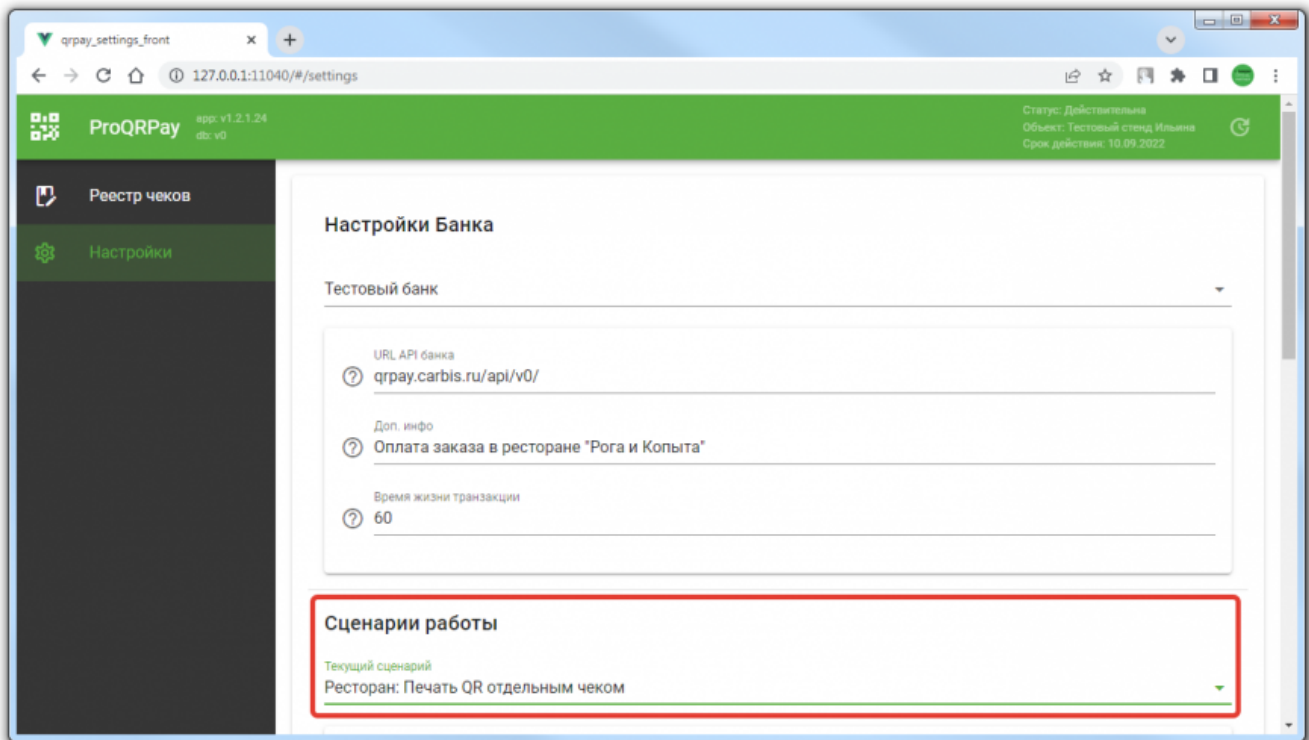 qrpay_settings_front
127.0.0.1:11040/#/settings
ProQRPay
app: v1.2.1.24
db: v0
Статус: Действительна
Объект: Тестовый стенд Ильина
Срок действия: 10.09.2022
Реестр чеков
Настройки
Настройки Банка
Тестовый банк
URL API банка
qrpay.carbis.ru/api/v0/
Доп. инфо
Оплата заказа в ресторане "Рога и Копыта"
Время жизни транзакции
60
Сценарии работы
Текущий сценарий
Ресторан: Печать QR отдельным чеком